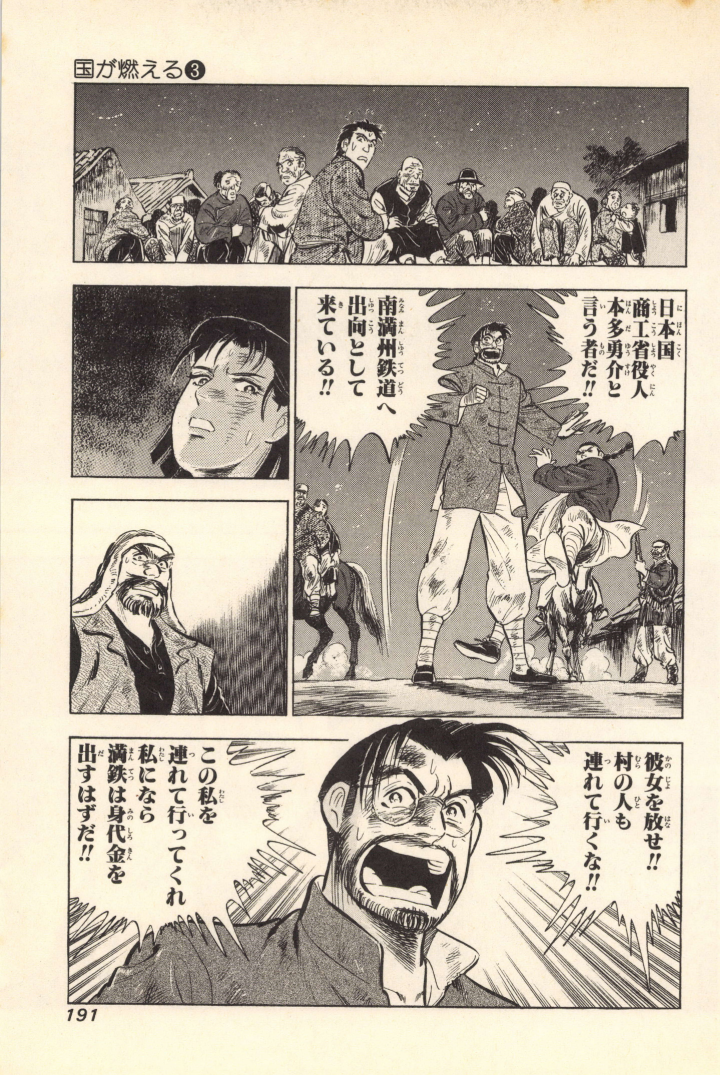 国が燃える❸
日本国
商工省役人
本多勇介と
言う者だ!!
南満州鉄道へ
出向として
来ている!!
彼女を放せ!!
村の人も
連れて行くな!!
この私を
連れて行ってくれ
私になら
満鉄は身代金を
出すはずだ!!
191